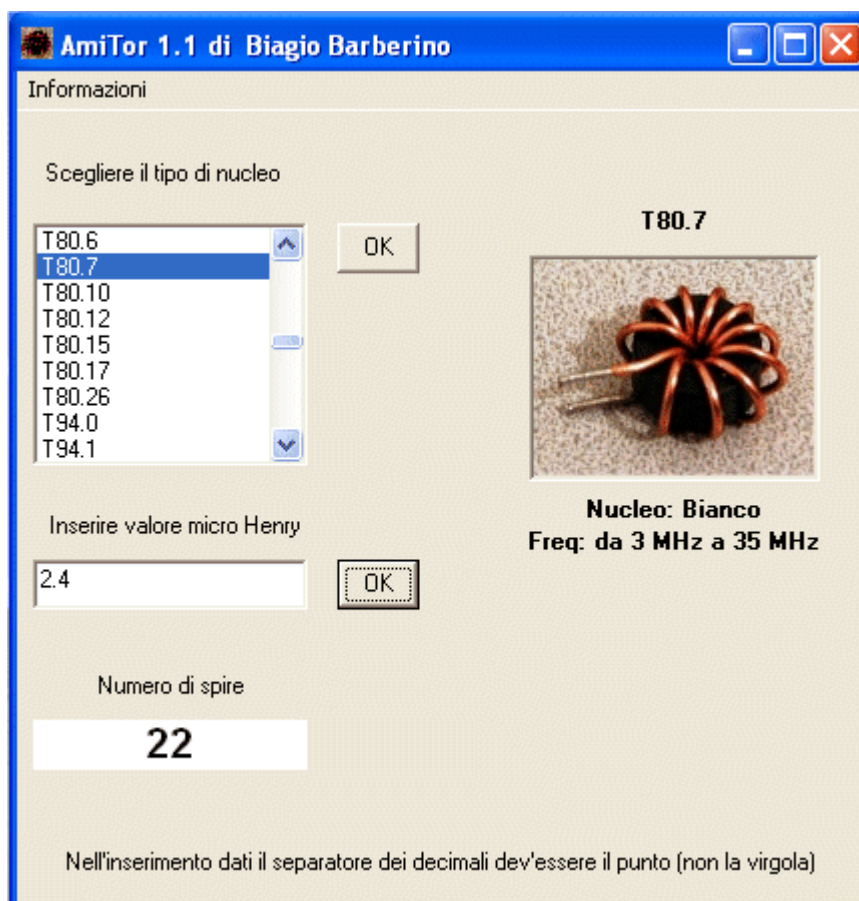 AmiTor 1.1 di Biagio Barberino
Informazioni
Scegliere il tipo di nucleo
T80.6
T80.7
T80.10
T80.12
T80.15
T80.17
T80.26
T94.0
T94.1
OK
T80.7
Nucleo: Bianco
Freq: da 3 MHz a 35 MHz
Inserire valore micro Henry
2.4
OK
Numero di spire
22
Nell'inserimento dati il separatore dei decimali dev'essere il punto (non la virgola)